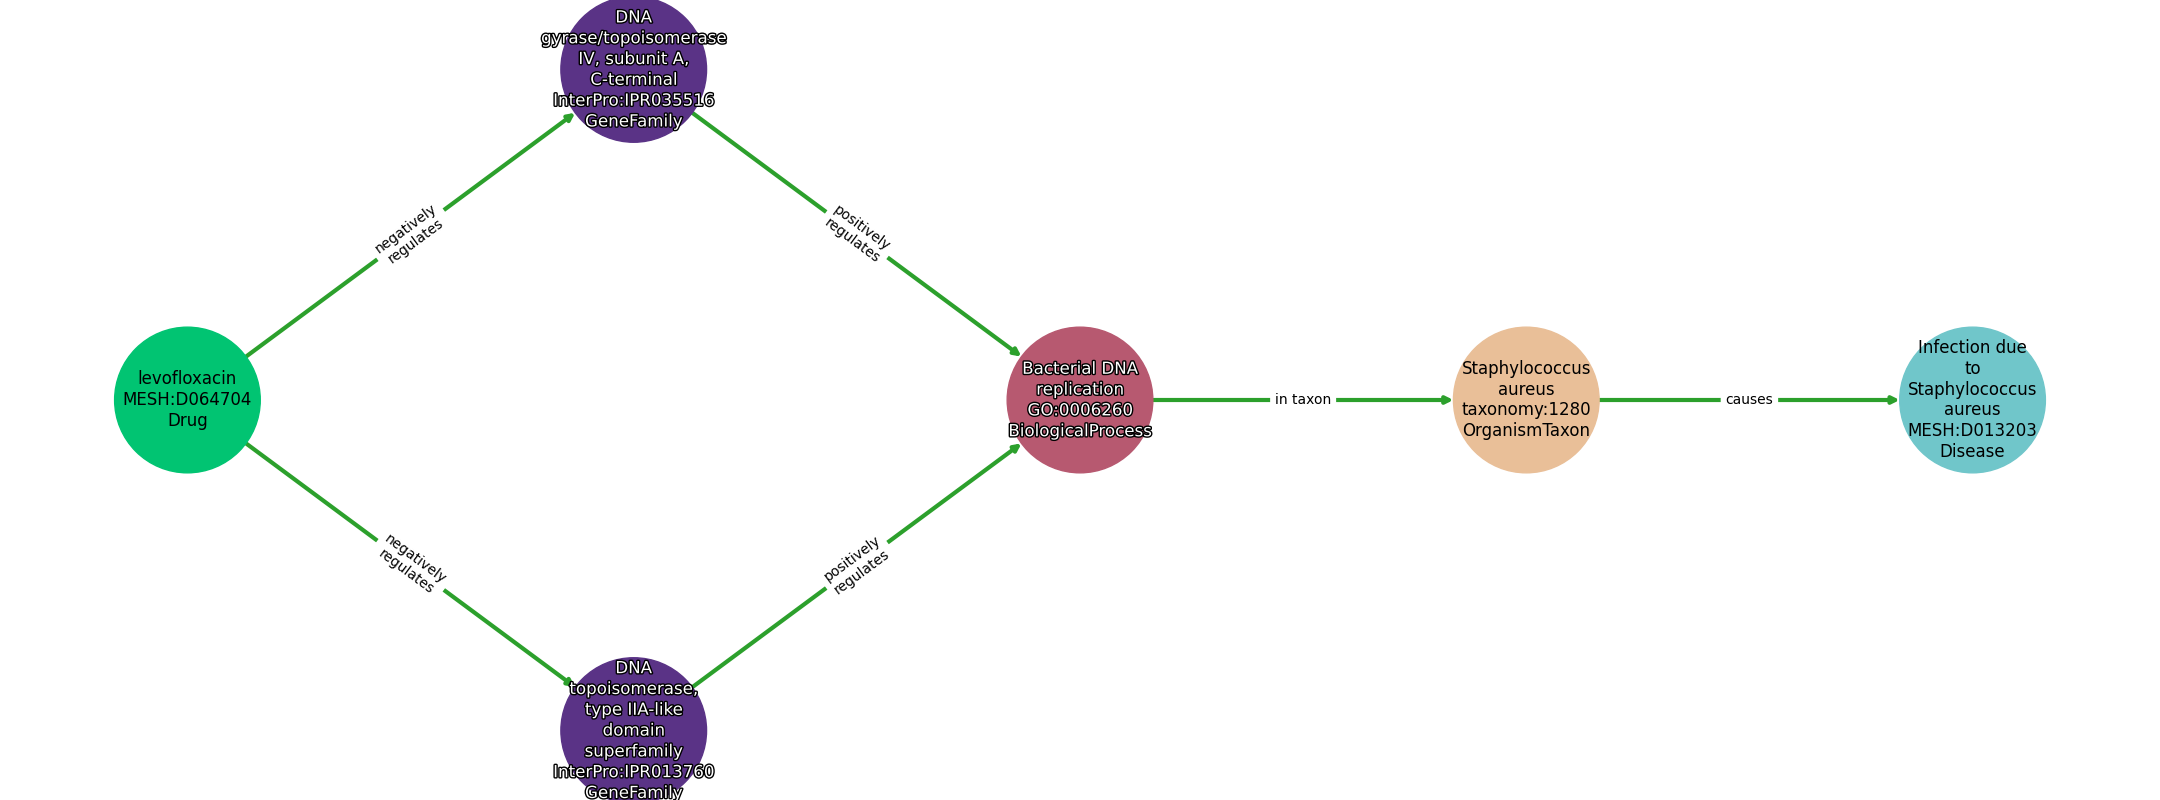 DNA
gyrase/topoisomerase
IV, subunit A,
C-terminal
InterPro:IPR035516
GeneFamily
negatively
regulates
positively
regulates
levofloxacin
MESH:D064704
Drug
Bacterial DNA
replication
GO:0006260
BiologicalProcess
in taxon
Staphylococcus
aureus
taxonomy:1280
OrganismTaxon
causes
Infection due
to
Staphylococcus
aureus
MESH:D013203
Disease
negatively
regulates
positively
regulates
DNA
topoisomerase,
type IIA-like
domain
superfamily
InterPro:IPR013760
GeneFamily